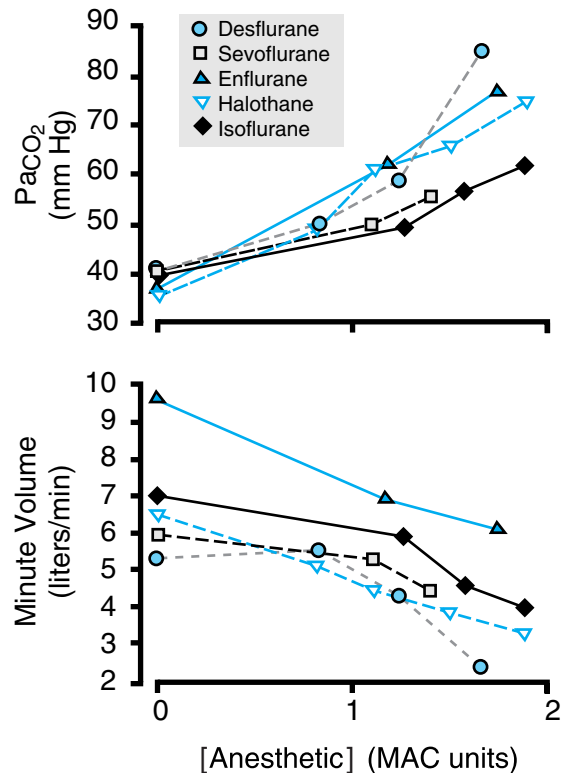 90
80
70
60
50
40
30
PaCO2
(mm Hg)
Desflurane
Sevoflurane
Enflurane
Halothane
Isoflurane
10
9
8
7
6
5
4
3
2
Minute Volume
(liters/min)
0 1 2
[Anesthetic] (MAC units)